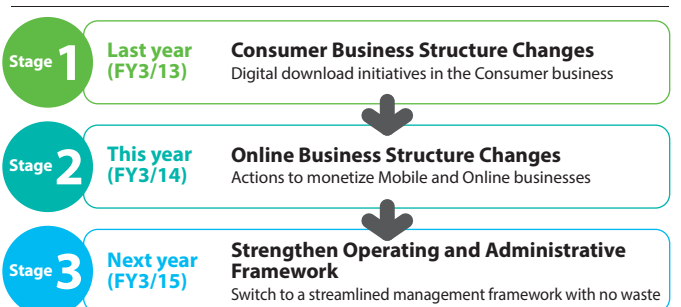 Stage 1
Last year
(FY3/13)
Consumer Business Structure Changes
Digital download initiatives in the Consumer business
Stage 2
This year
(FY3/14)
Online Business Structure Changes
Actions to monetize Mobile and Online businesses
Stage 3
Next year
(FY3/15)
Strengthen Operating and Administrative
Framework
Switch to a streamlined management framework with no waste